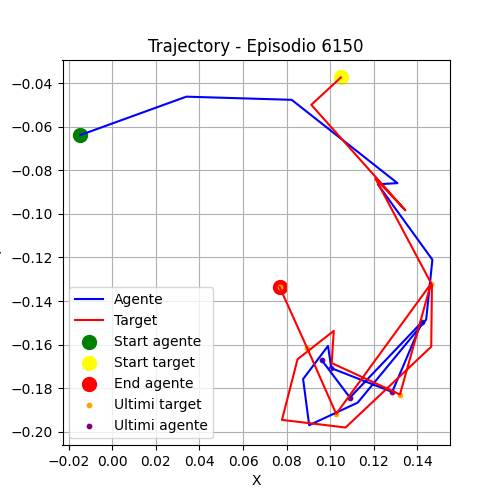 Trajectory - Episodio 6150
−0.04
−0.06
−0.08
−0.10
−0.12
−0.14
−0.16
−0.18
−0.20
Agente
Target
Start agente
Start target
End agente
Ultimi target
Ultimi agente
−0.02 0.00 0.02 0.04 0.06 0.08 0.10 0.12 0.14
X